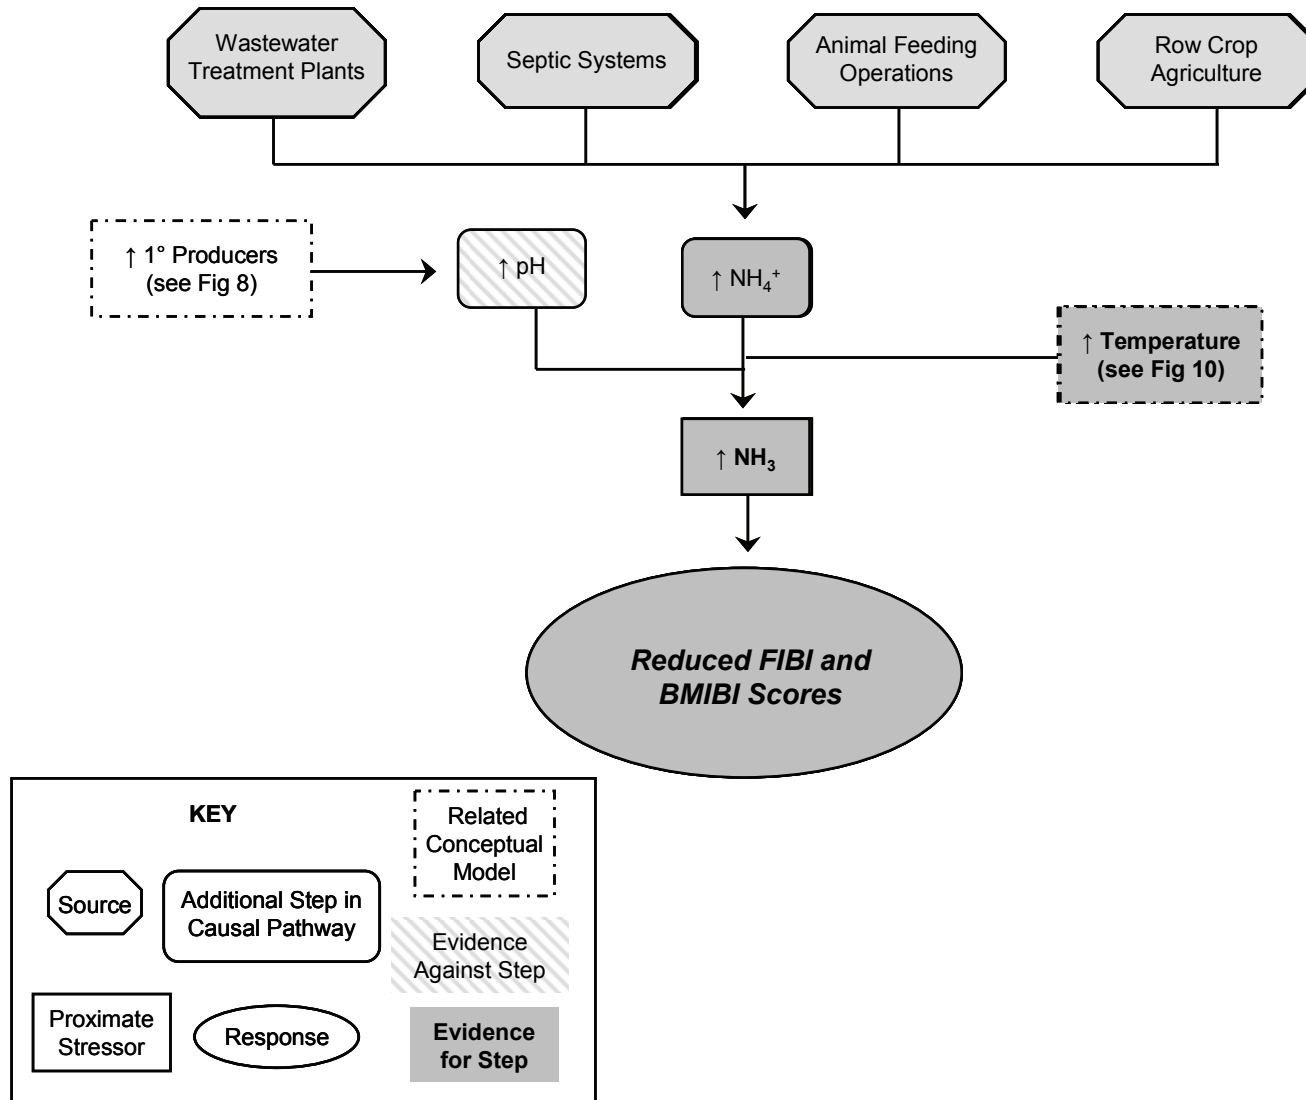 Wastewater
Treatment Plants
Septic Systems
Animal Feeding
Operations
Row Crop
Agriculture
↑ 1° Producers
(see Fig 8)
↑ pH
↑ NH₄⁺
↑ Temperature
(see Fig 10)
↑ NH₃
Reduced FIBI and
BMIBI Scores
KEY
Related
Conceptual
Model
Source
Additional Step in
Causal Pathway
Evidence
Against Step
Proximate
Stressor
Response
Evidence
for Step